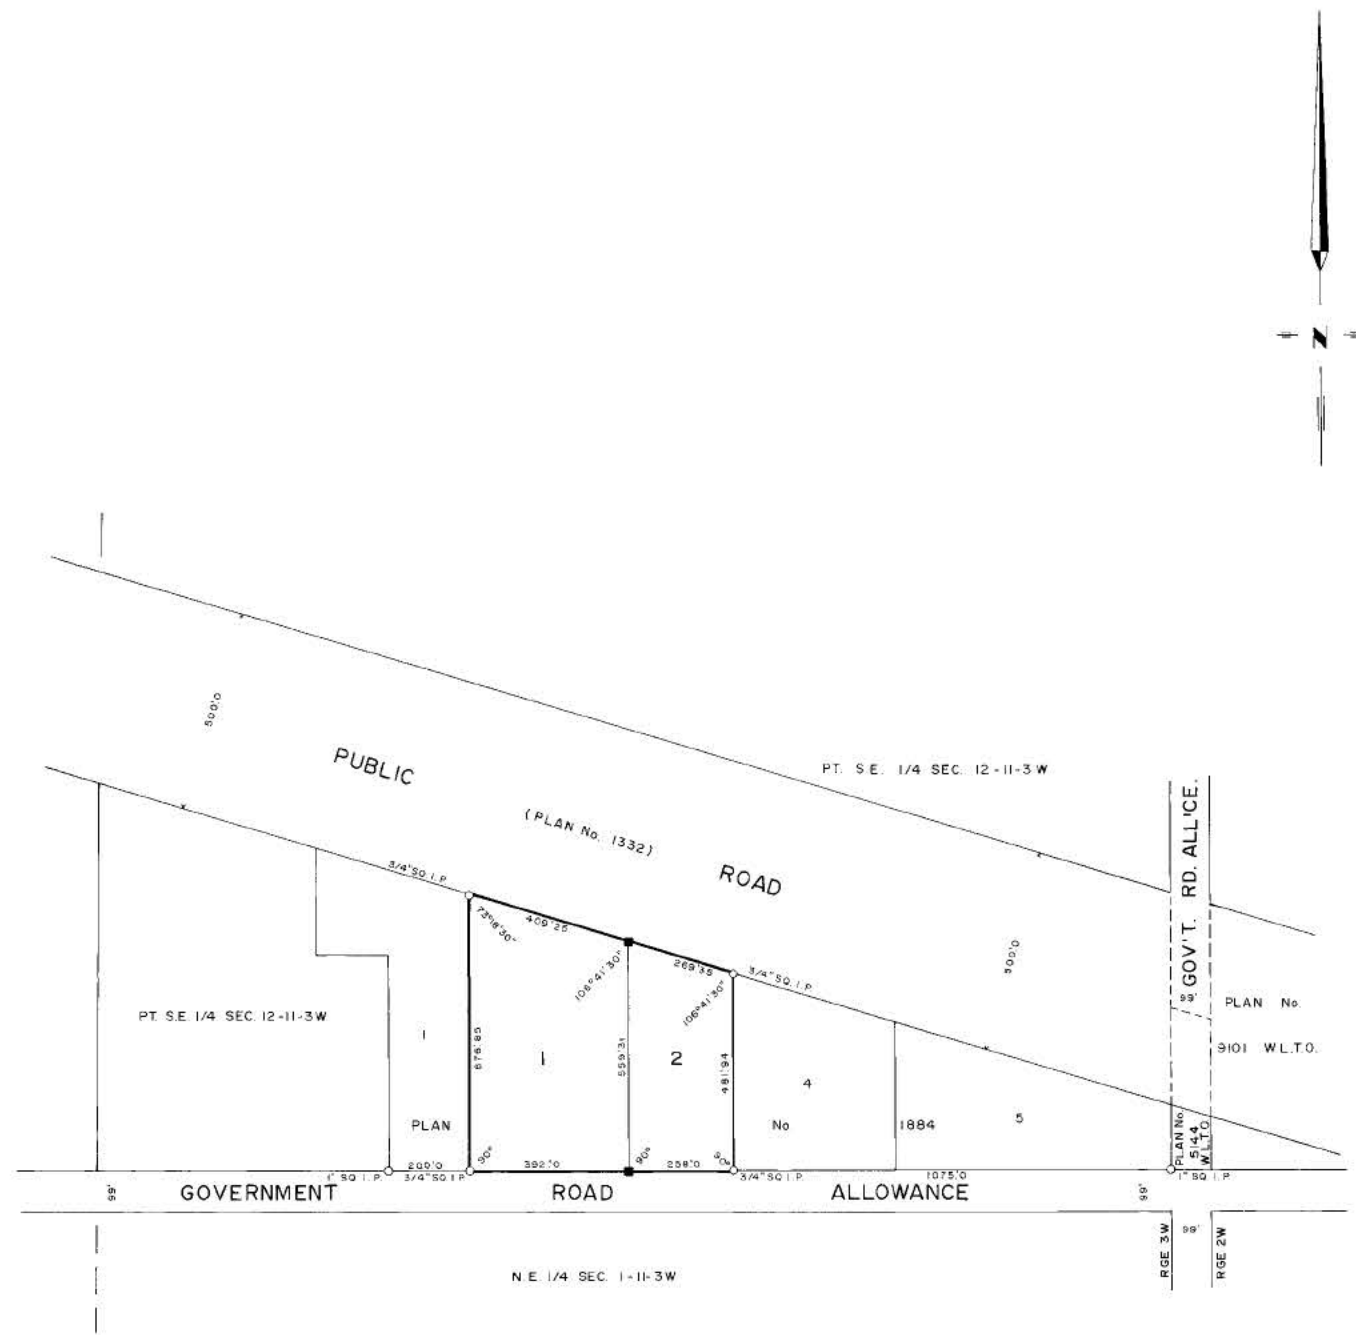 N
500'.0
PUBLIC
PT. S.E. 1/4 SEC. 12-11-3 W
(PLAN No. 1332)
ROAD
GOV'T. RD. ALL'CE.
3/4" SQ. I.P.
73°18'30"
409'.25
106°41'30"
269'.35
106°41'30"
3/4" SQ. I.P.
500'.0
99'
PLAN No.
9101 W.L.T.O.
PT. S.E. 1/4 SEC. 12-11-3W
1
676'.85
1
559'.31
2
481'.94
4
5
PLAN
No
1884
PLAN No.
5144
W.L.T.O.
90°
90°
90°
200'.0
392'.0
258'.0
1075'.0
1" SQ. I.P.
3/4" SQ I.P.
3/4" SQ I.P.
1" SQ. I.P.
99'
GOVERNMENT ROAD ALLOWANCE
99'
99'
RGE 3W
RGE 2W
N.E. 1/4 SEC. 1-11-3W